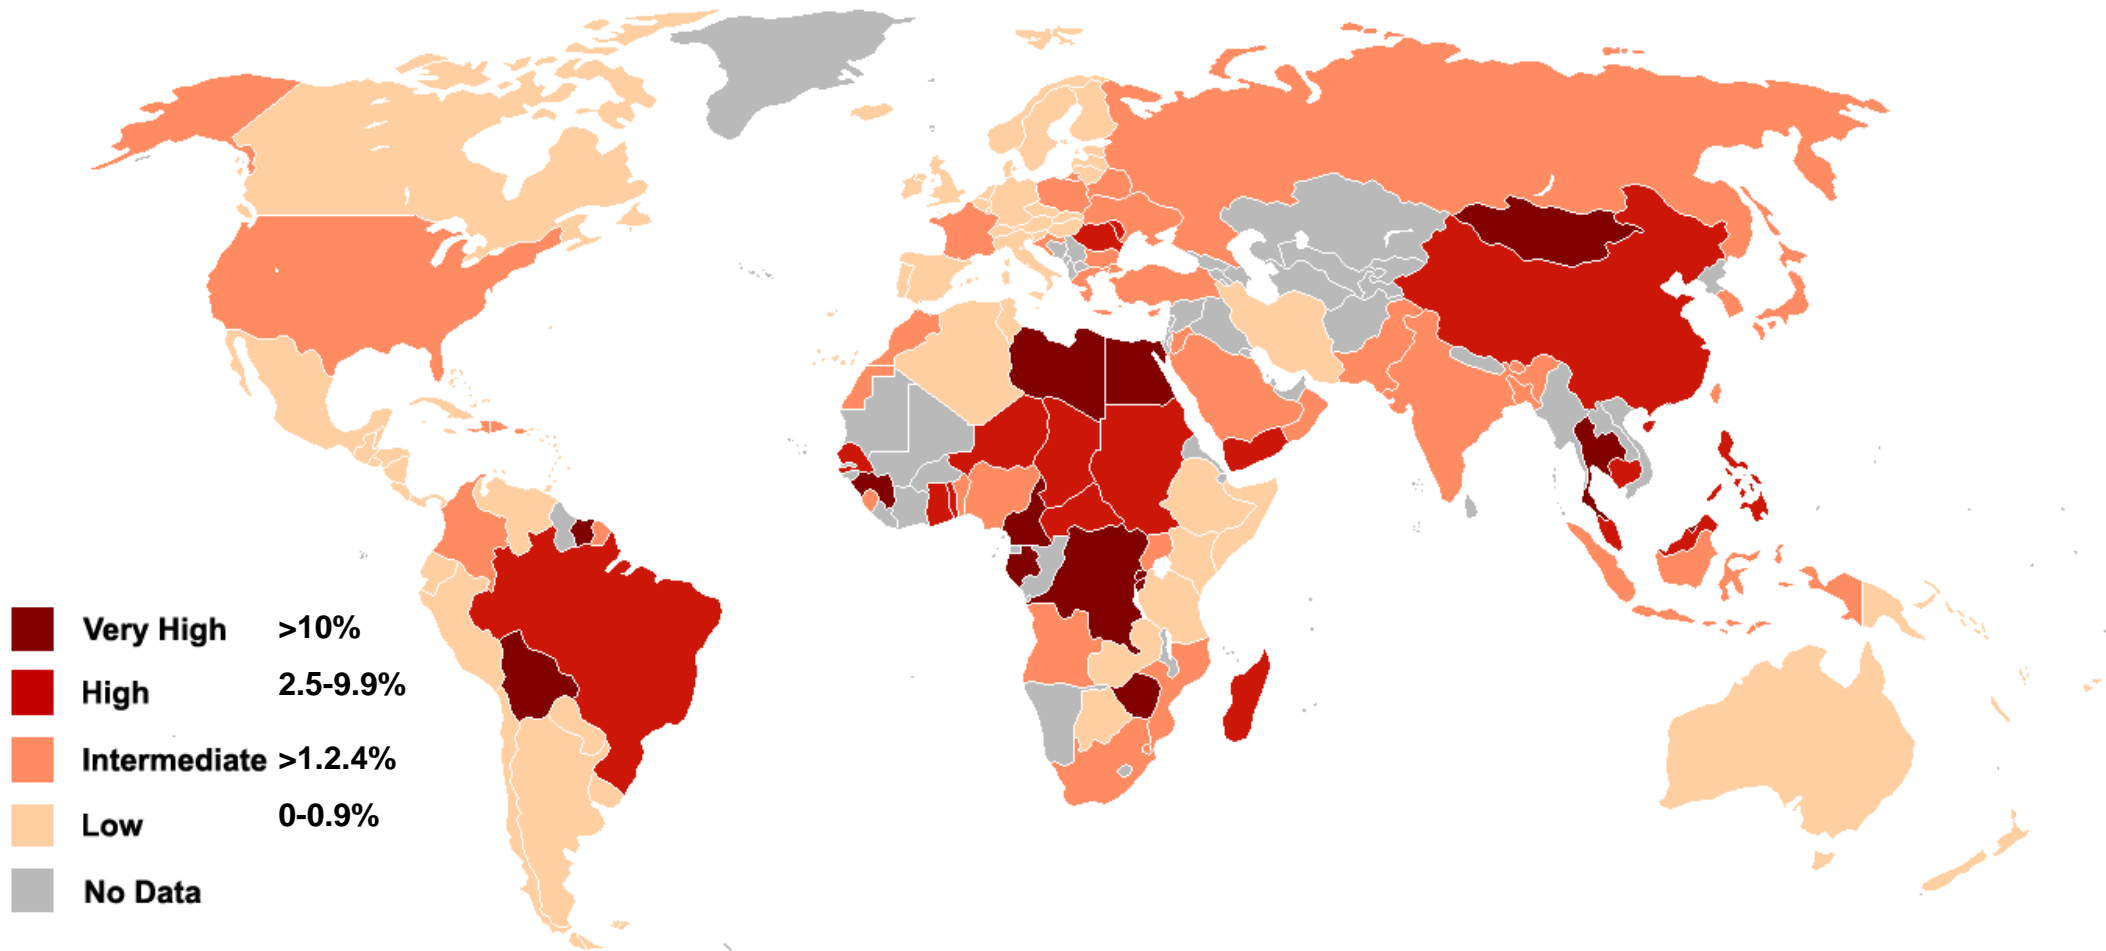 Very High >10%
High 2.5-9.9%
Intermediate >1.2.4%
Low 0-0.9%
No Data